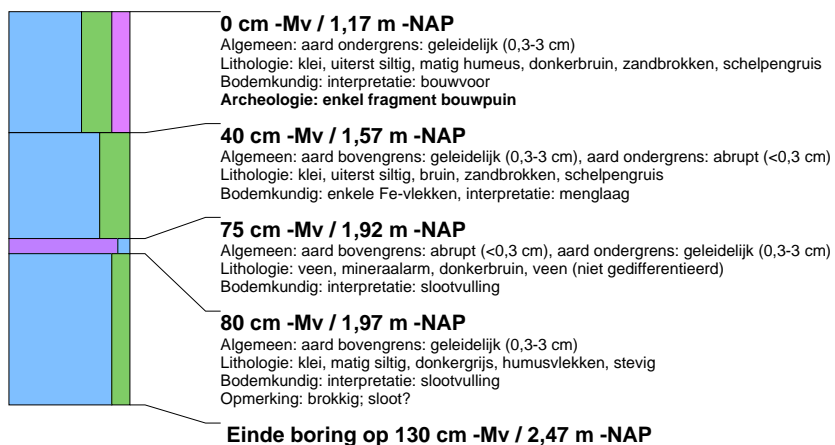 0 cm -Mv / 1,17 m -NAP
Algemeen: aard ondergrens: geleidelijk (0,3-3 cm)
Lithologie: klei, uiterst siltig, matig humeus, donkerbruin, zandbrokken, schelpengruis
Bodemkundig: interpretatie: bouwvoor
Archeologie: enkel fragment bouwpuin
40 cm -Mv / 1,57 m -NAP
Algemeen: aard bovengrens: geleidelijk (0,3-3 cm), aard ondergrens: abrupt (<0,3 cm)
Lithologie: klei, uiterst siltig, bruin, zandbrokken, schelpengruis
Bodemkundig: enkele Fe-vlekken, interpretatie: menglaag
75 cm -Mv / 1,92 m -NAP
Algemeen: aard bovengrens: abrupt (<0,3 cm), aard ondergrens: geleidelijk (0,3-3 cm)
Lithologie: veen, mineraalarm, donkerbruin, veen (niet gedifferentieerd)
Bodemkundig: interpretatie: slootvulling
80 cm -Mv / 1,97 m -NAP
Algemeen: aard bovengrens: geleidelijk (0,3-3 cm)
Lithologie: klei, matig siltig, donkergrijs, humusvlekken, stevig
Bodemkundig: interpretatie: slootvulling
Opmerking: brokkig; sloot?
Einde boring op 130 cm -Mv / 2,47 m -NAP